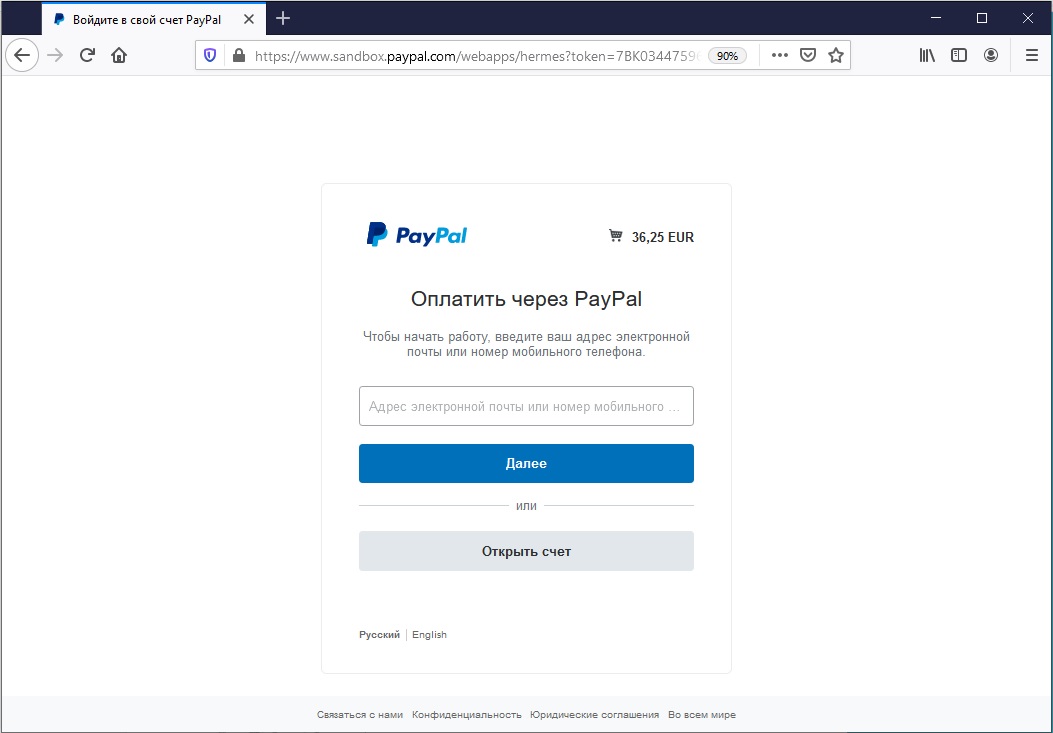 Войдите в свой счет PayPal
https://www.sandbox.paypal.com/webapps/hermes?token=7BK0344759
90%
PayPal
36,25 EUR
Оплатить через PayPal
Чтобы начать работу, введите ваш адрес электронной
почты или номер мобильного телефона.
Адрес электронной почты или номер мобильного ...
Далее
или
Открыть счет
Русский | English
Связаться с нами Конфиденциальность Юридические соглашения Во всем мире